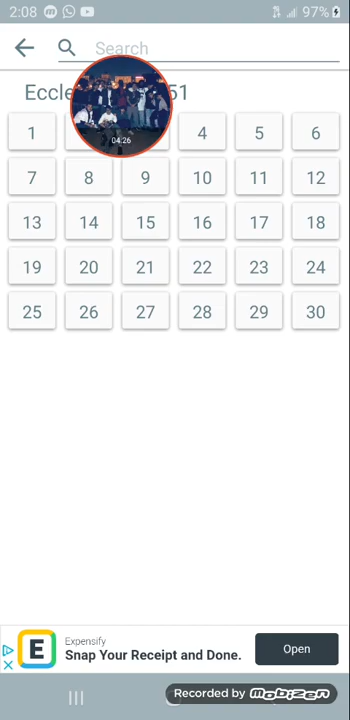 2:08 97%
Search
Eccle 51
04:26
1 4 5 6
7 8 9 10 11 12
13 14 15 16 17 18
19 20 21 22 23 24
25 26 27 28 29 30
E
Expensify
Snap Your Receipt and Done.
Open
Recorded by Mobizen